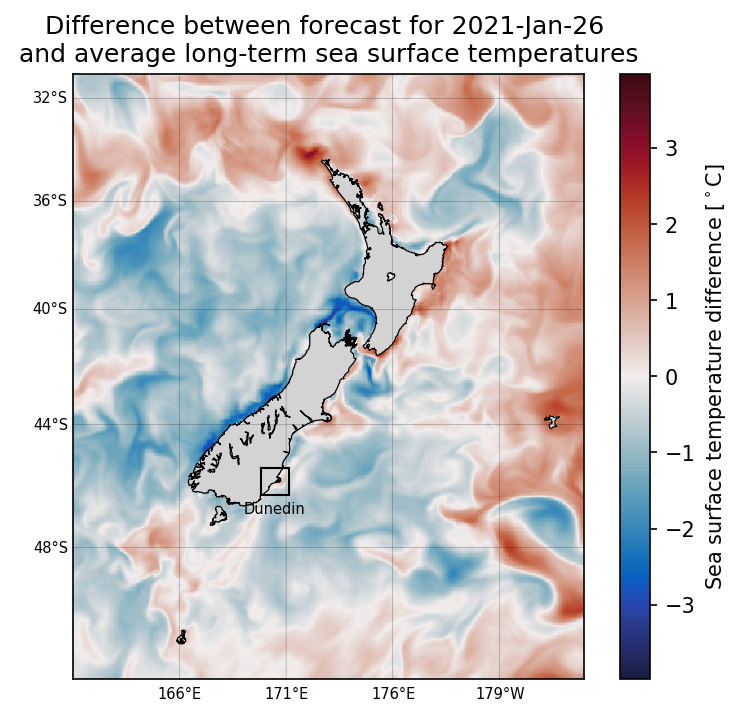 Difference between forecast for 2021-Jan-26
and average long-term sea surface temperatures
32°S
36°S
40°S
44°S
48°S
166°E
171°E
176°E
179°W
Dunedin
3
2
1
0
−1
−2
−3
Sea surface temperature difference [°C]